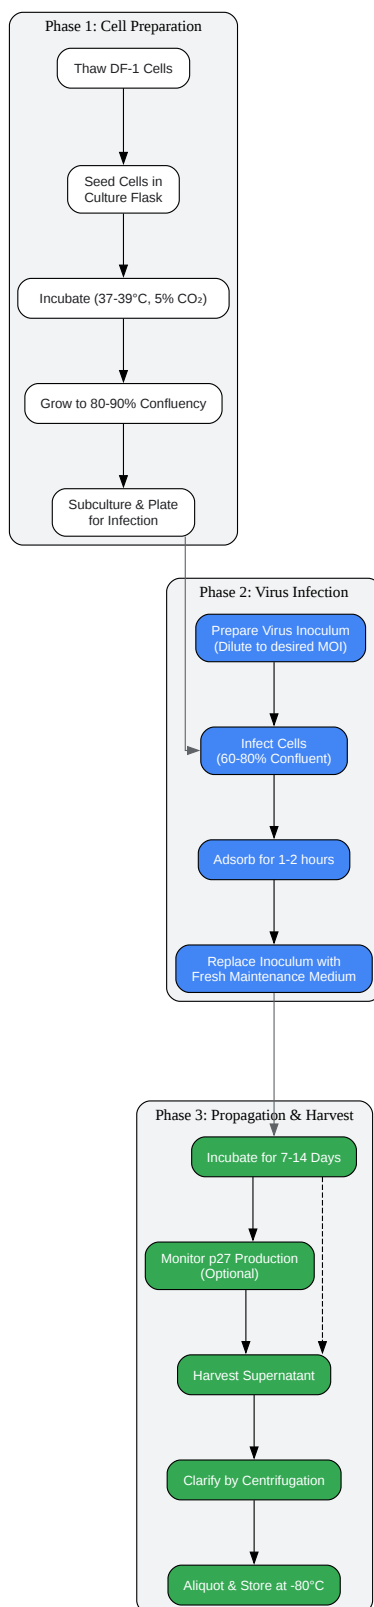 Phase 1: Cell Preparation
Thaw DF-1 Cells
Seed Cells in
Culture Flask
Incubate (37-39°C, 5% CO₂)
Grow to 80-90% Confluency
Subculture & Plate
for Infection
Phase 2: Virus Infection
Prepare Virus Inoculum
(Dilute to desired MOI)
Infect Cells
(60-80% Confluent)
Adsorb for 1-2 hours
Replace Inoculum with
Fresh Maintenance Medium
Phase 3: Propagation & Harvest
Incubate for 7-14 Days
Monitor p27 Production
(Optional)
Harvest Supernatant
Clarify by Centrifugation
Aliquot & Store at -80°C